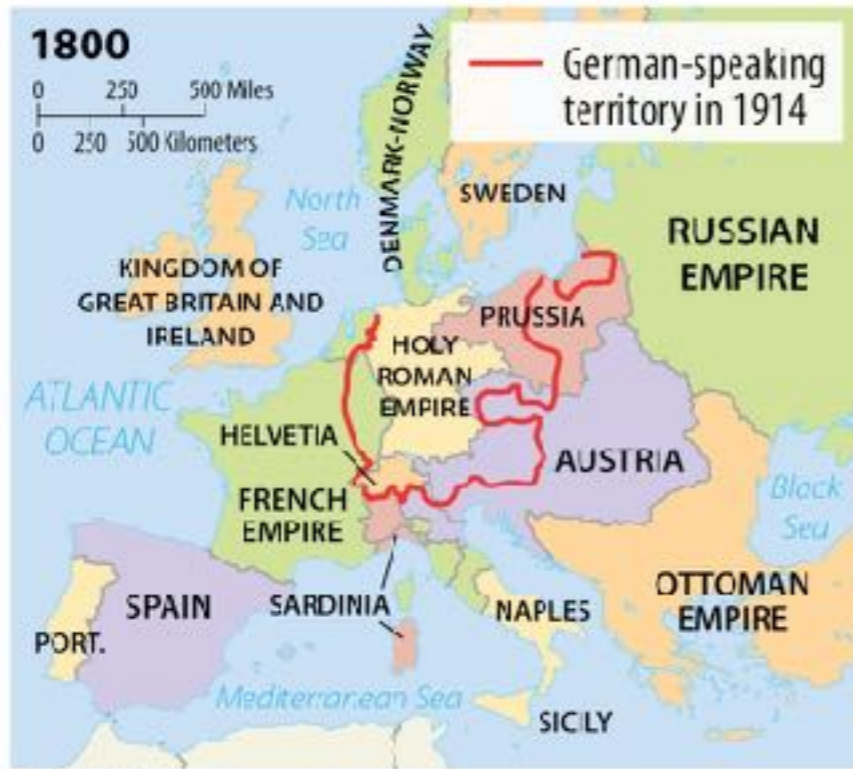 1800
0 250 500 Miles
0 250 500 Kilometers
German-speaking
territory in 1914
DENMARK-NORWAY
North
Sea
SWEDEN
RUSSIAN
EMPIRE
KINGDOM OF
GREAT BRITAIN AND
IRELAND
PRUSSIA
HOLY
ROMAN
EMPIRE
ATLANTIC
OCEAN
HELVETIA
AUSTRIA
FRENCH
EMPIRE
Black
Sea
SPAIN
PORT.
SARDINIA
NAPLES
OTTOMAN
EMPIRE
Mediterranean Sea
SICILY